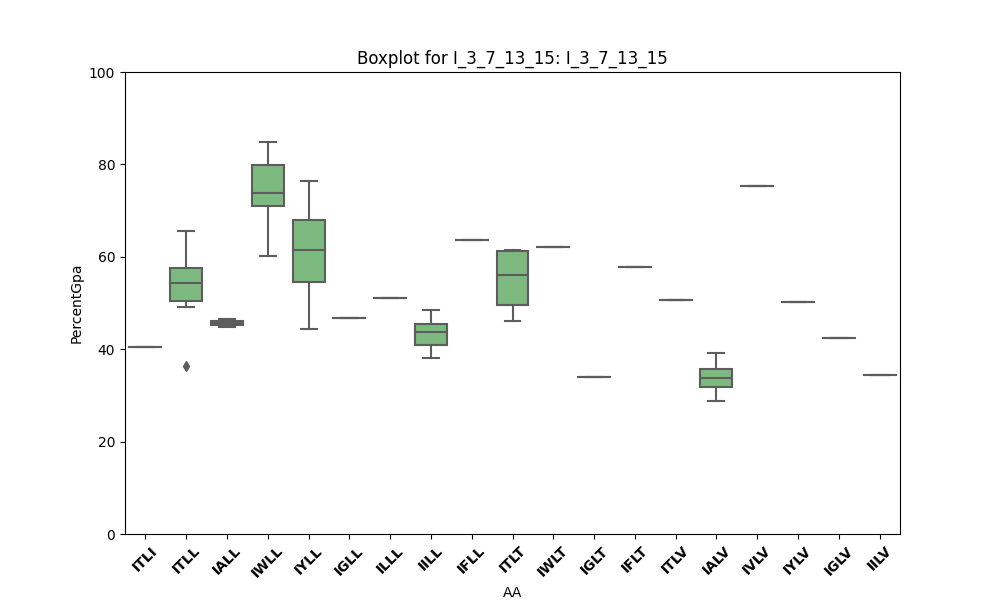 Boxplot for I_3_7_13_15: I_3_7_13_15
100
80
60
40
20
0
PercentGpa
ITLI ITLL IALL IWLL IYLL IGLL ILLL IILL IFLL ITLT IWLT IGLT IFLT ITLV IALV IVLV IYLV IGLV IILV
AA